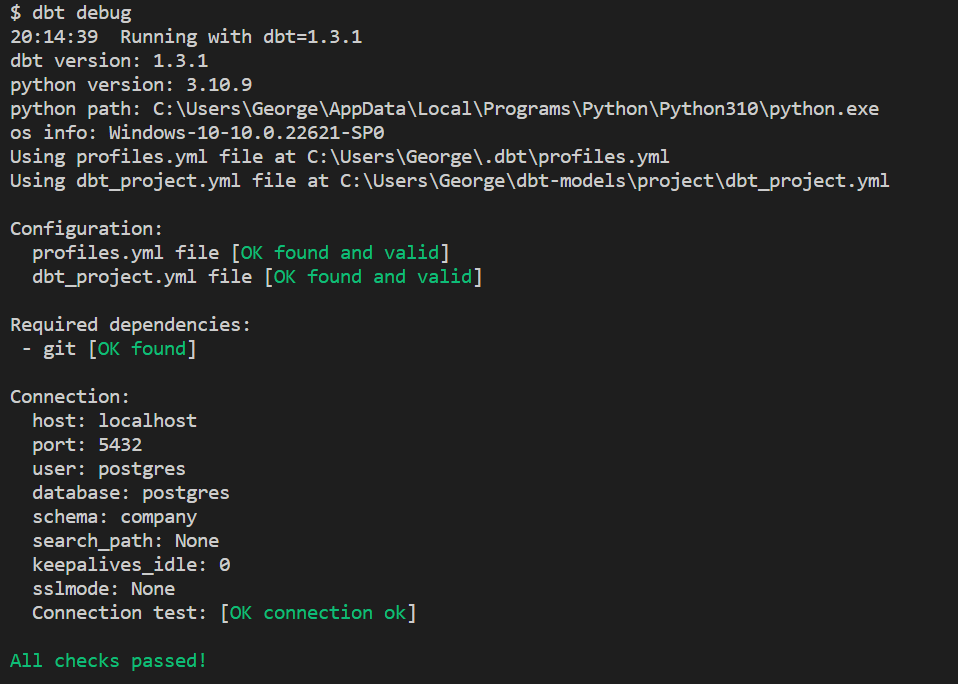 $ dbt debug
20:14:39  Running with dbt=1.3.1
dbt version: 1.3.1
python version: 3.10.9
python path: C:\Users\George\AppData\Local\Programs\Python\Python310\python.exe
os info: Windows-10-10.0.22621-SP0
Using profiles.yml file at C:\Users\George\.dbt\profiles.yml
Using dbt_project.yml file at C:\Users\George\dbt-models\project\dbt_project.yml
Configuration:
  profiles.yml file [OK found and valid]
  dbt_project.yml file [OK found and valid]
Required dependencies:
 - git [OK found]
Connection:
  host: localhost
  port: 5432
  user: postgres
  database: postgres
  schema: company
  search_path: None
  keepalives_idle: 0
  sslmode: None
  Connection test: [OK connection ok]
All checks passed!